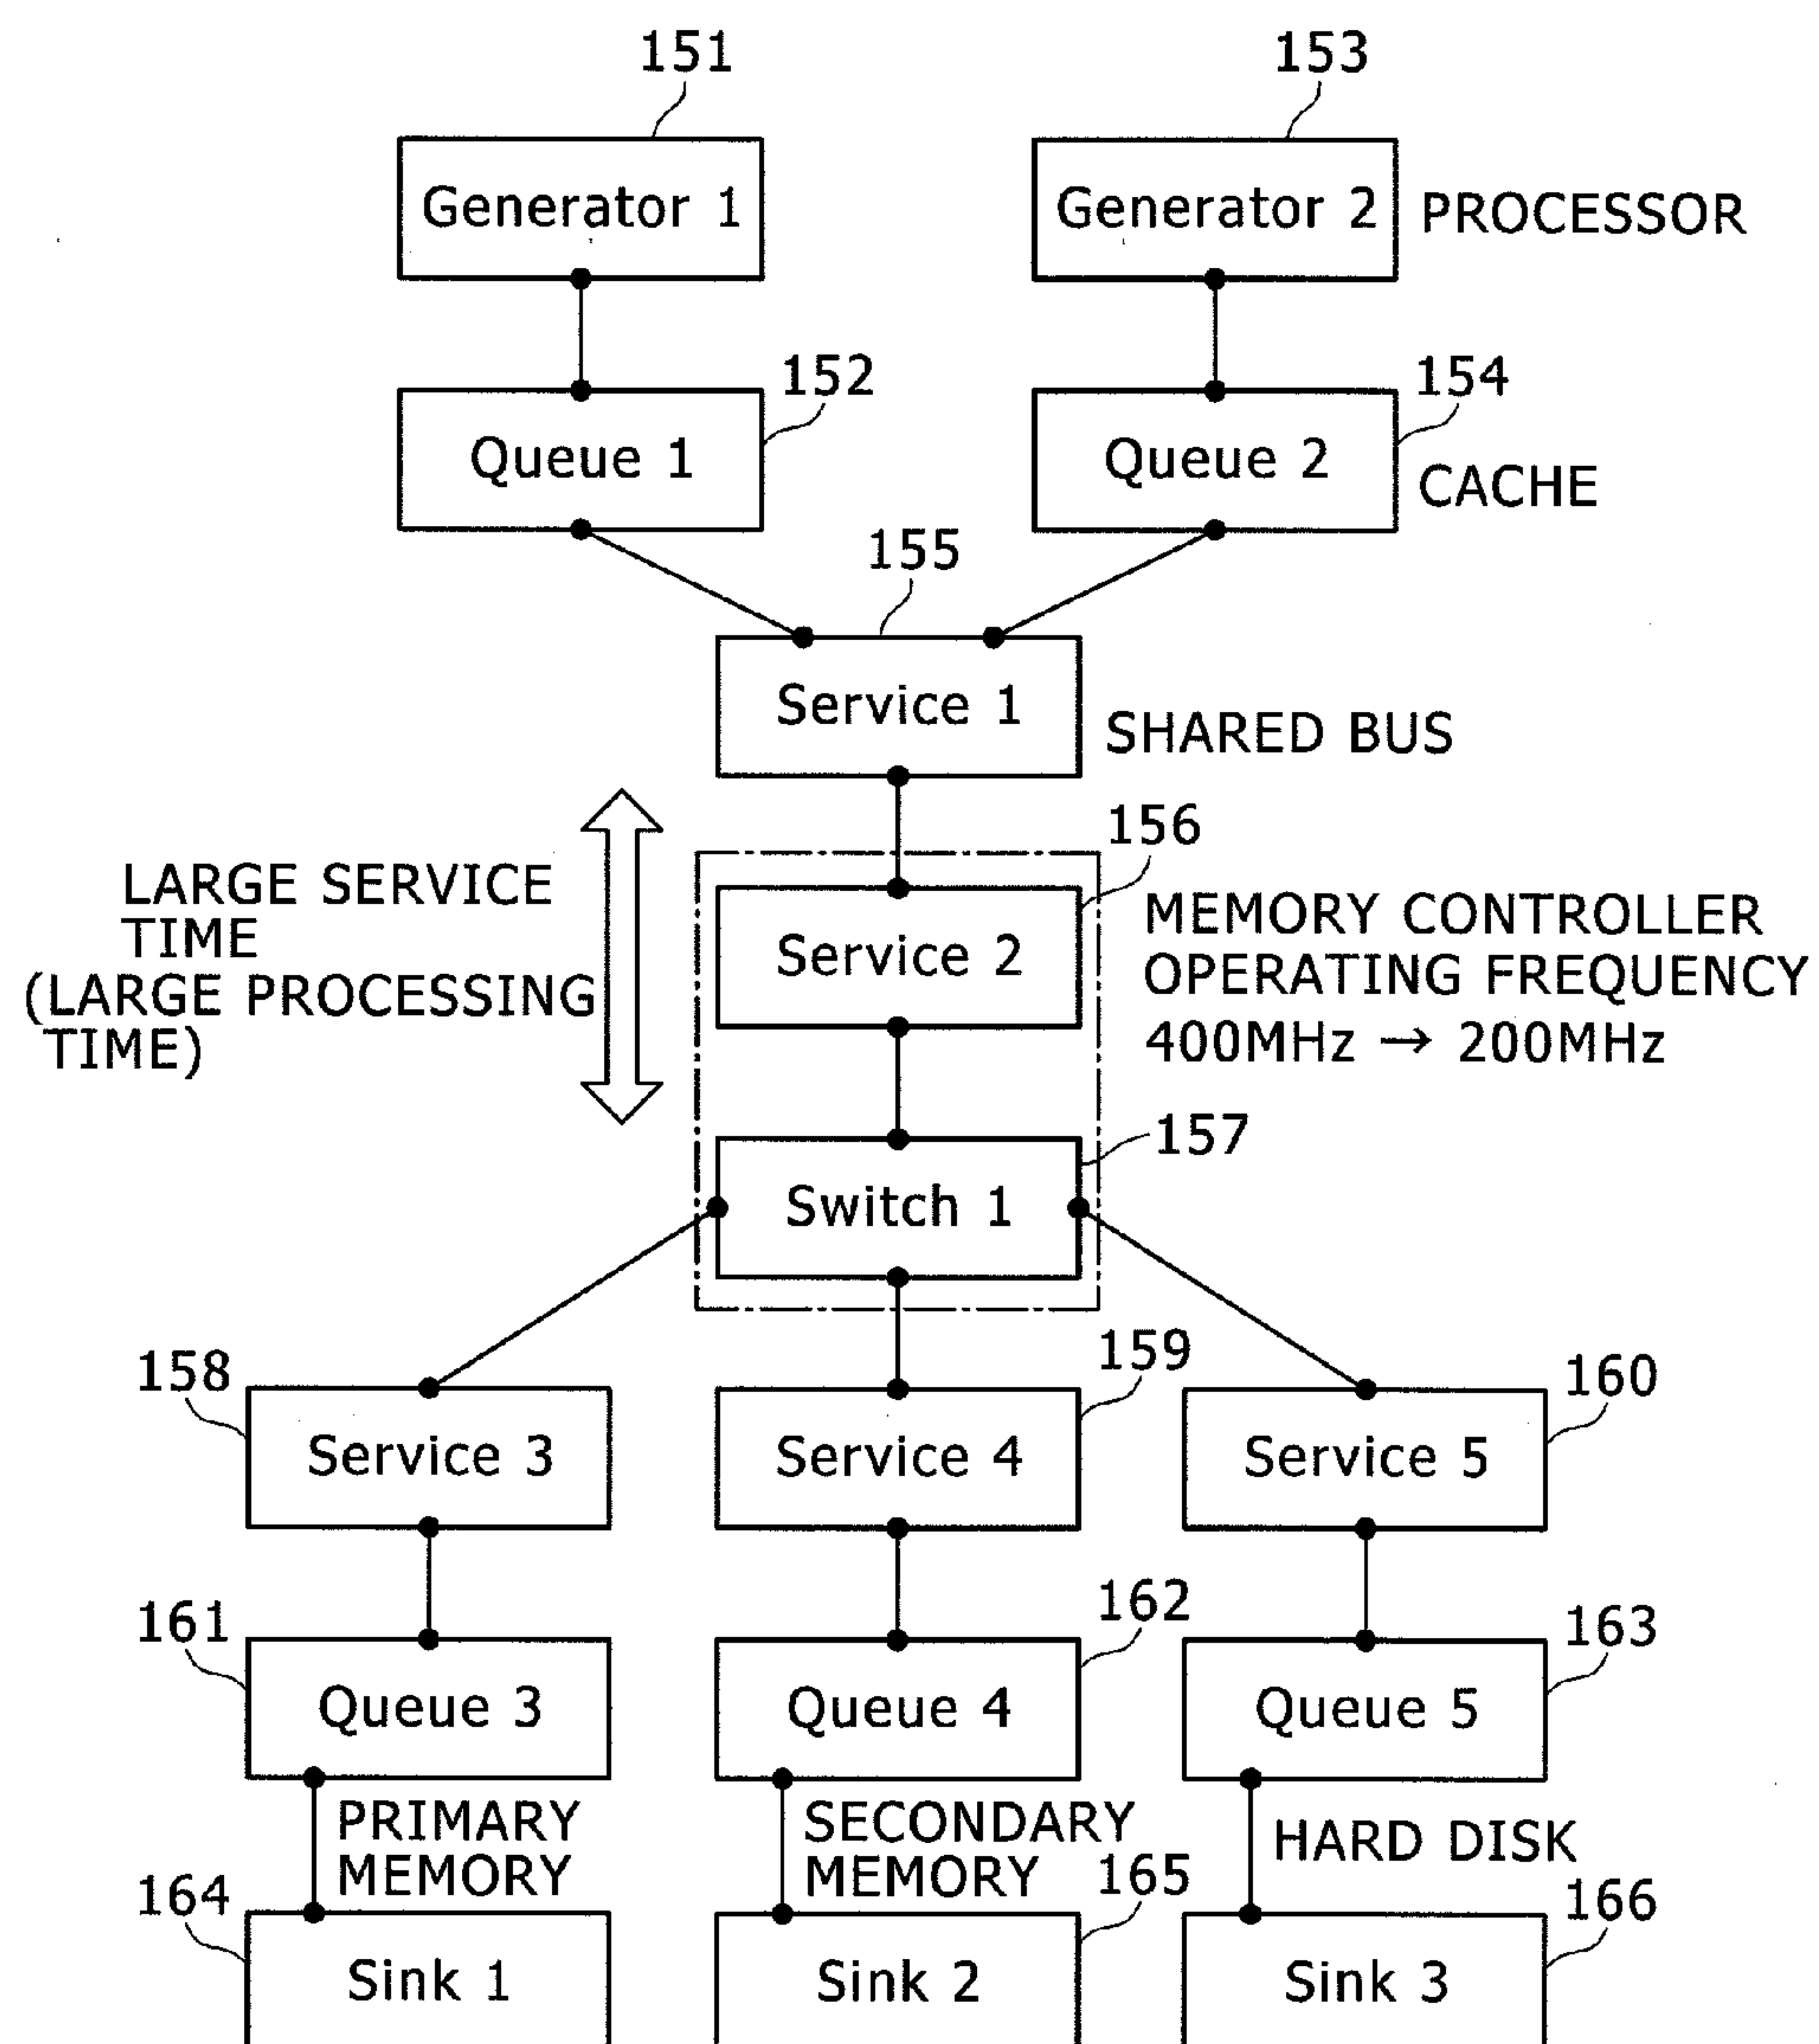 151
153
Generator 1
Generator 2
PROCESSOR
152
154
Queue 1
Queue 2
CACHE
155
Service 1
SHARED BUS
156
LARGE SERVICE
TIME
(LARGE PROCESSING
TIME)
Service 2
MEMORY CONTROLLER
OPERATING FREQUENCY
400MHz → 200MHz
157
Switch 1
158
159
160
Service 3
Service 4
Service 5
161
162
163
Queue 3
Queue 4
Queue 5
PRIMARY
MEMORY
SECONDARY
MEMORY
HARD DISK
164
165
166
Sink 1
Sink 2
Sink 3